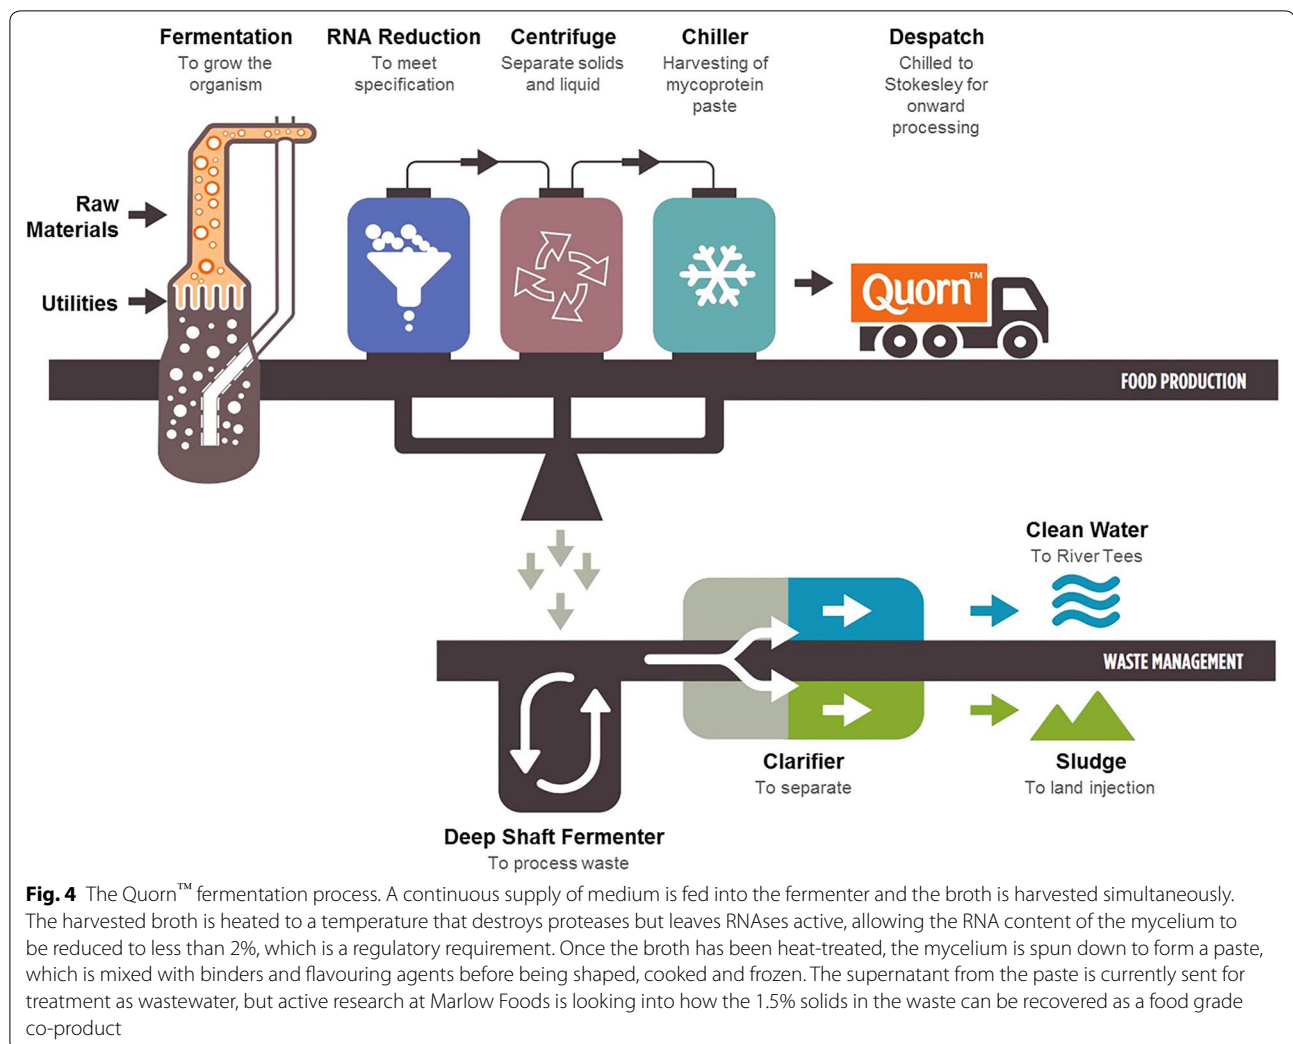 Fermentation
To grow the
organism
RNA Reduction
To meet
specification
Centrifuge
Separate solids
and liquid
Chiller
Harvesting of
mycoprotein
paste
Despatch
Chilled to
Stokesley for
onward
processing
Raw
Materials
Utilities
Quorn™
FOOD PRODUCTION
Clean Water
To River Tees
WASTE MANAGEMENT
Clarifier
To separate
Sludge
To land injection
Deep Shaft Fermenter
To process waste
Fig. 4 The Quorn™ fermentation process. A continuous supply of medium is fed into the fermenter and the broth is harvested simultaneously.
The harvested broth is heated to a temperature that destroys proteases but leaves RNAses active, allowing the RNA content of the mycelium to
be reduced to less than 2%, which is a regulatory requirement. Once the broth has been heat-treated, the mycelium is spun down to form a paste,
which is mixed with binders and flavouring agents before being shaped, cooked and frozen. The supernatant from the paste is currently sent for
treatment as wastewater, but active research at Marlow Foods is looking into how the 1.5% solids in the waste can be recovered as a food grade
co-product